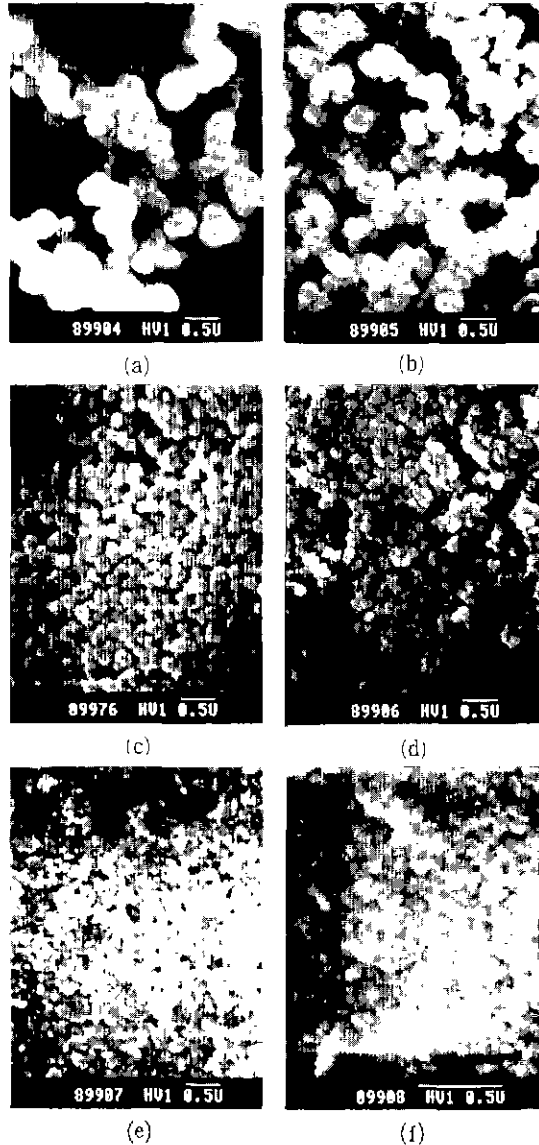 89904 HV1 0.5U
89905 HV1 0.5U
(a)
(b)
89976 HV1 0.5U
89906 HV1 0.5U
(c)
(d)
89907 HV1 0.5U
89908 HV1 0.5U
(e)
(f)